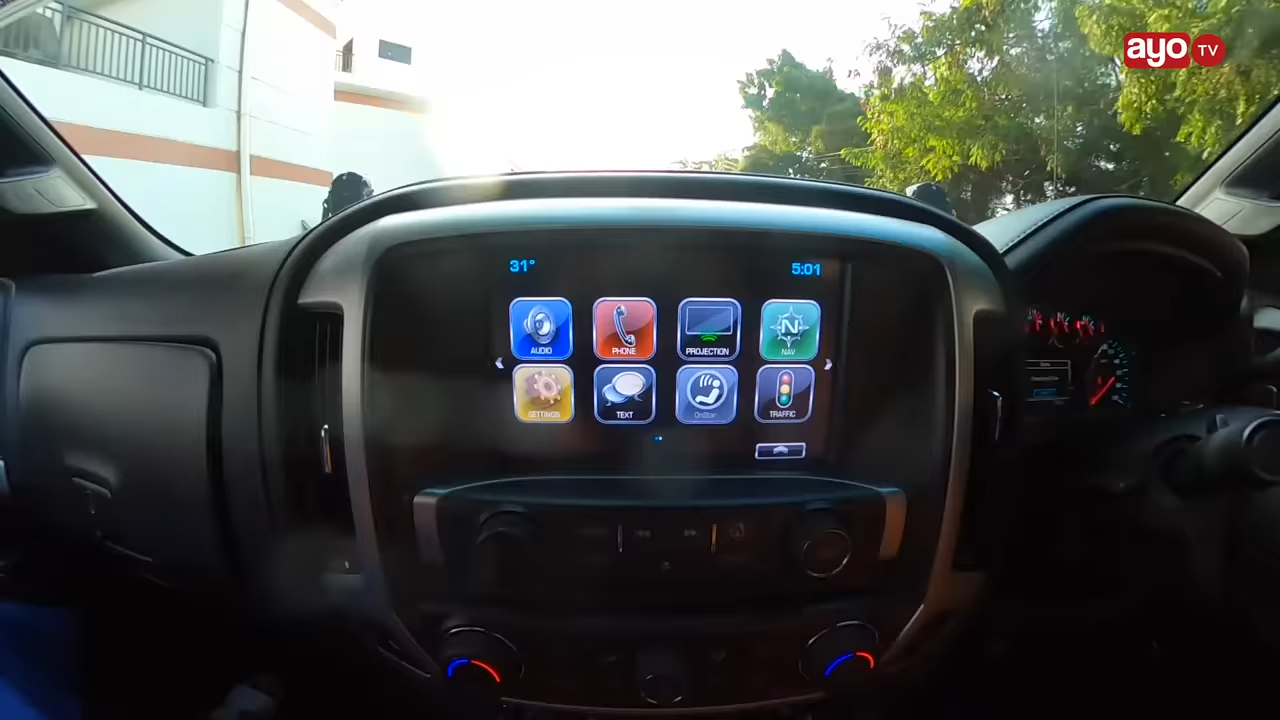 ayo TV
31° 5:01
AUDIO PHONE PROJECTION NAV
SETTINGS TEXT OnStar TRAFFIC